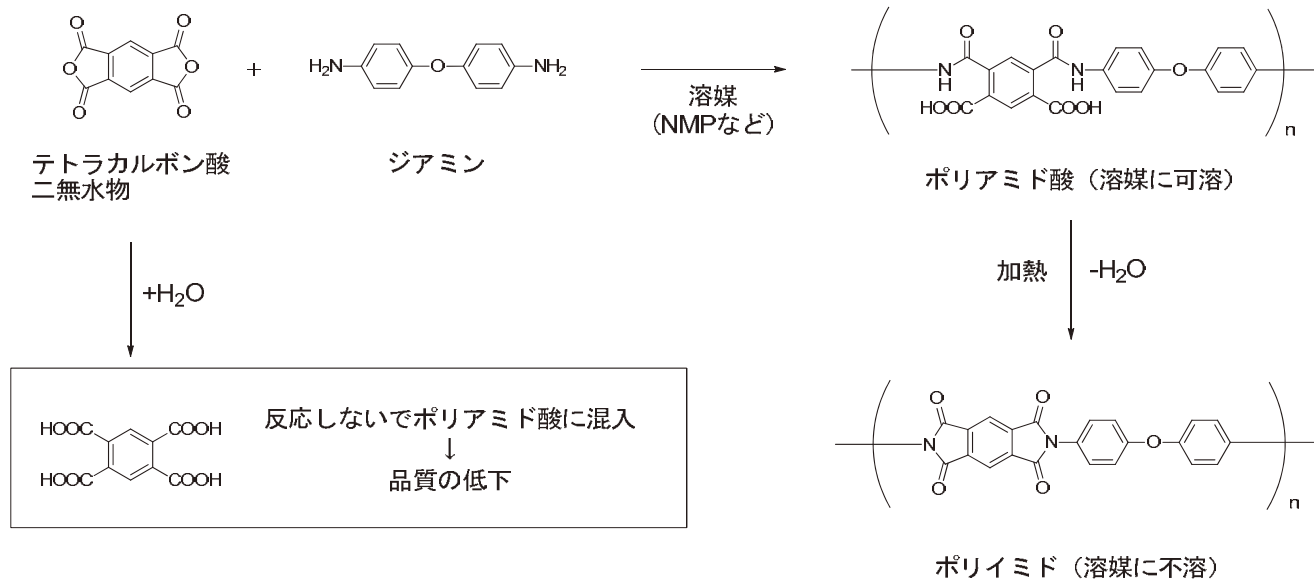 O
O
O
O
O
O
+
H2N
O
NH2
溶媒
(NMPなど)
O
O
N
H
N
H
O
HOOC
COOH
n
テトラカルボン酸
二無水物
ジアミン
ポリアミド酸（溶媒に可溶）
+H2O
加熱
-H2O
HOOC
COOH
HOOC
COOH
反応しないでポリアミド酸に混入
↓
品質の低下
O
O
N
N
O
O
O
n
ポリイミド（溶媒に不溶）